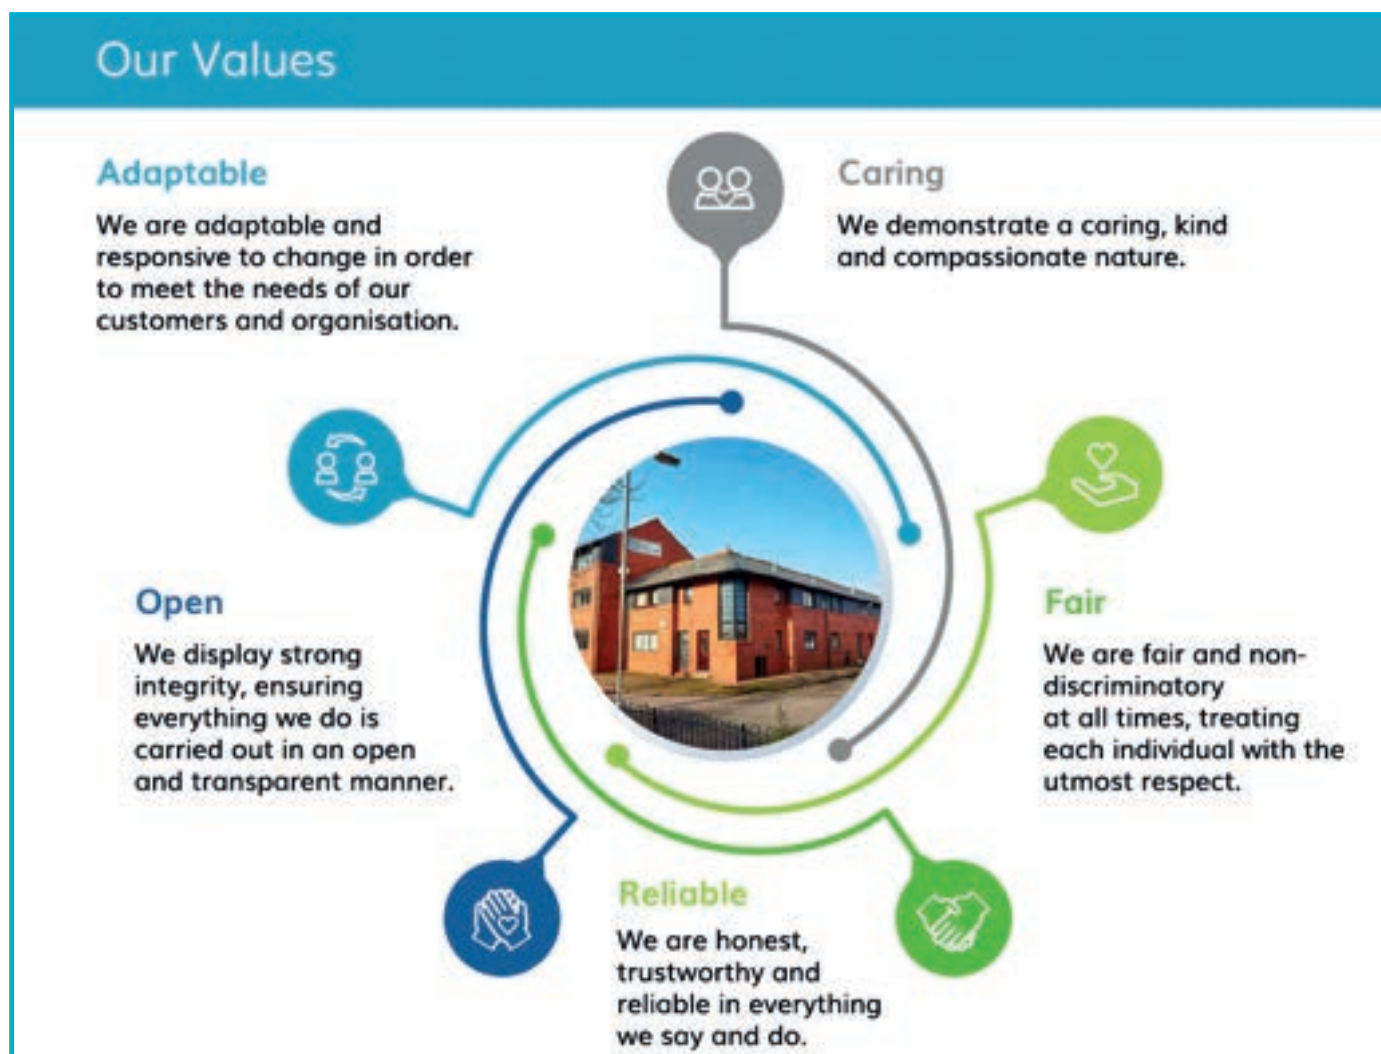 Our Values
Adaptable
We are adaptable and
responsive to change in order
to meet the needs of our
customers and organisation.
Caring
We demonstrate a caring, kind
and compassionate nature.
Open
We display strong
integrity, ensuring
everything we do is
carried out in an open
and transparent manner.
Fair
We are fair and non-
discriminatory
at all times, treating
each individual with the
utmost respect.
Reliable
We are honest,
trustworthy and
reliable in everything
we say and do.